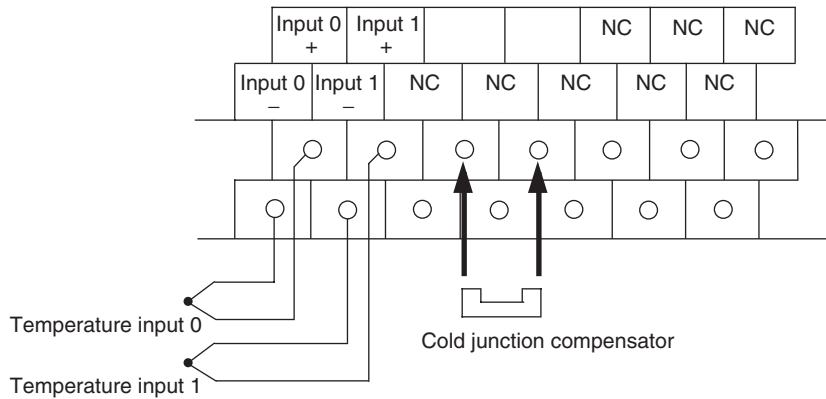 Input 0 Input 1 NC NC NC
+ +
Input 0 Input 1 NC NC NC NC NC
– –
Temperature input 0
Cold junction compensator
Temperature input 1